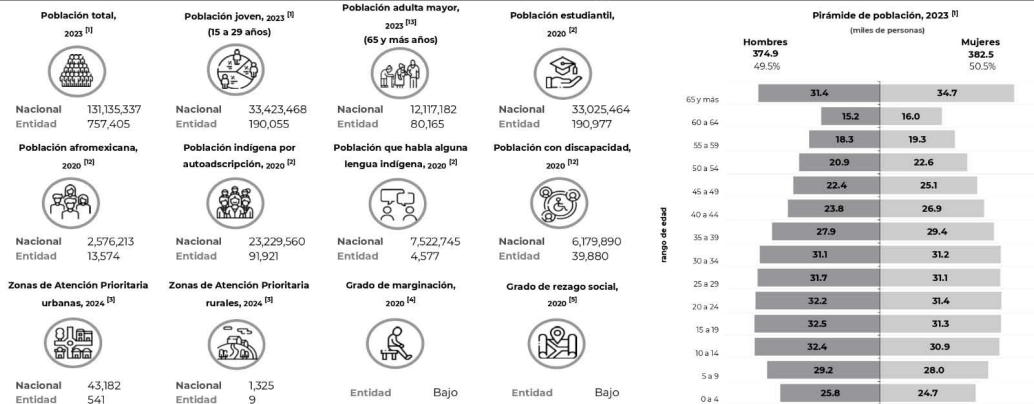 Población total,
2023 [1]
Nacional 131,135,337
Entidad 757,405
Población joven, 2023 [1]
(15 a 29 años)
Nacional 33,423,468
Entidad 190,055
Población adulta mayor,
2023 [13]
(65 y más años)
Nacional 12,117,182
Entidad 80,165
Población estudiantil,
2020 [2]
Nacional 33,025,464
Entidad 190,977
Población afromexicana,
2020 [12]
Nacional 2,576,213
Entidad 13,574
Población indígena por
autoadscripción, 2020 [2]
Nacional 23,229,560
Entidad 91,921
Población que habla alguna
lengua indígena, 2020 [2]
Nacional 7,522,745
Entidad 4,577
Población con discapacidad,
2020 [12]
Nacional 6,179,890
Entidad 39,880
Zonas de Atención Prioritaria
urbanas, 2024 [3]
Nacional 43,182
Entidad 541
Zonas de Atención Prioritaria
rurales, 2024 [3]
Nacional 1,325
Entidad 9
Grado de marginación,
2020 [4]
Entidad Bajo
Grado de rezago social,
2020 [5]
Entidad Bajo
Pirámide de población, 2023 [1]
(miles de personas)
Hombres Mujeres
374.9 382.5
49.5% 50.5%
rango de edad
65 y más 31.4 34.7
60 a 64 15.2 16.0
55 a 59 18.3 19.3
50 a 54 20.9 22.6
45 a 49 22.4 25.1
40 a 44 23.8 26.9
35 a 39 27.9 29.4
30 a 34 31.1 31.2
25 a 29 31.7 31.1
20 a 24 32.2 31.4
15 a 19 32.5 31.3
10 a 14 32.4 30.9
5 a 9 29.2 28.0
0 a 4 25.8 24.7